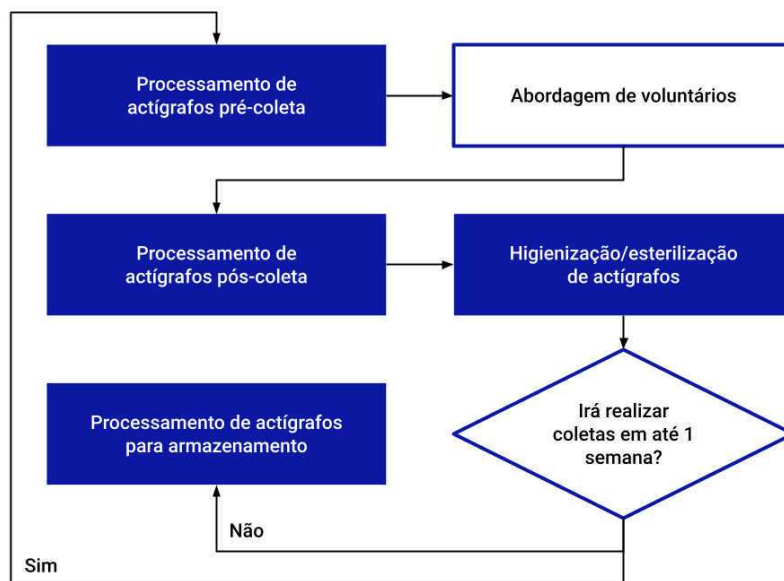 Processamento de
actígrafos pré-coleta
Abordagem de voluntários
Processamento de
actígrafos pós-coleta
Higienização/esterilização
de actígrafos
Processamento de actígrafos
para armazenamento
Irá realizar
coletas em até 1
semana?
Não
Sim